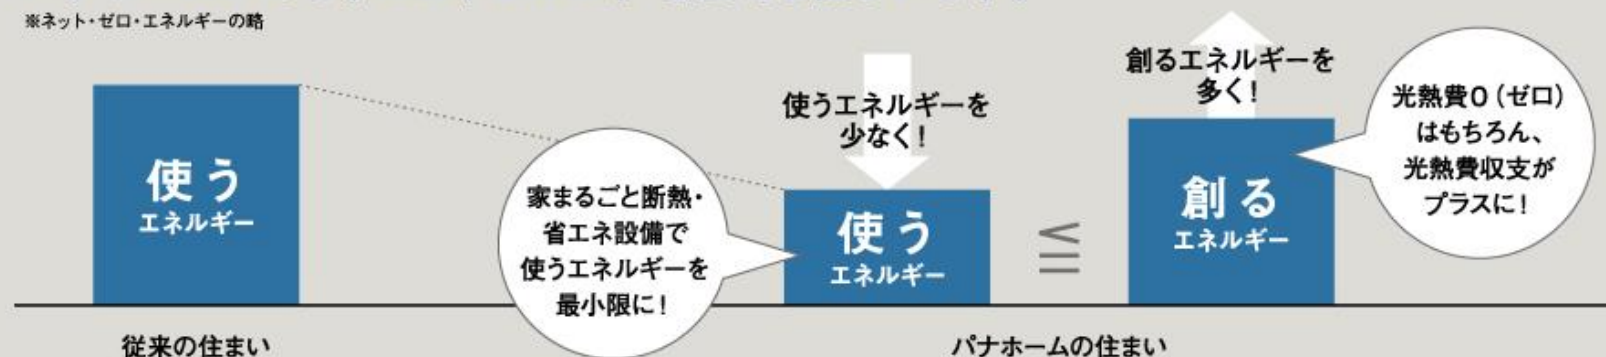 ※ネット・ゼロ・エネルギーの略
使う
エネルギー
従来の住まい
家まるごと断熱・
省エネ設備で
使うエネルギーを
最小限に！
使うエネルギーを
少なく！
使う
エネルギー
≦
創るエネルギーを
多く！
創る
エネルギー
光熱費0（ゼロ）
はもちろん、
光熱費収支が
プラスに！
パナホームの住まい